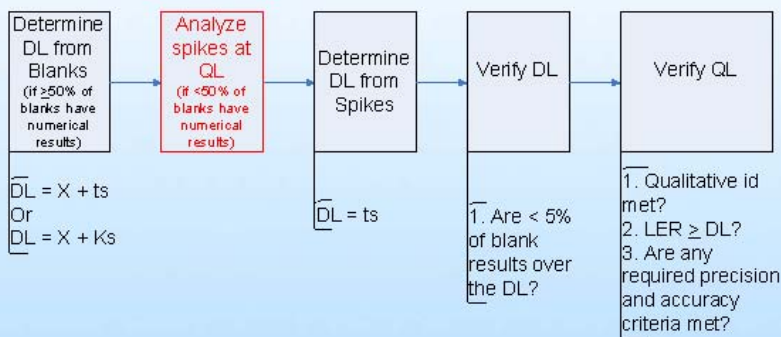 Determine
DL from
Blanks
(if ≥50% of
blanks have
numerical
results)
Analyze
spikes at
QL
(if <50% of
blanks have
numerical
results)
Determine
DL from
Spikes
Verify DL
Verify QL
DL = X + ts
Or
DL = X + Ks
DL = ts
1. Are < 5%
of blank
results over
the DL?
1. Qualitative id
met?
2. LER ≥ DL?
3. Are any
required precision
and accuracy
criteria met?